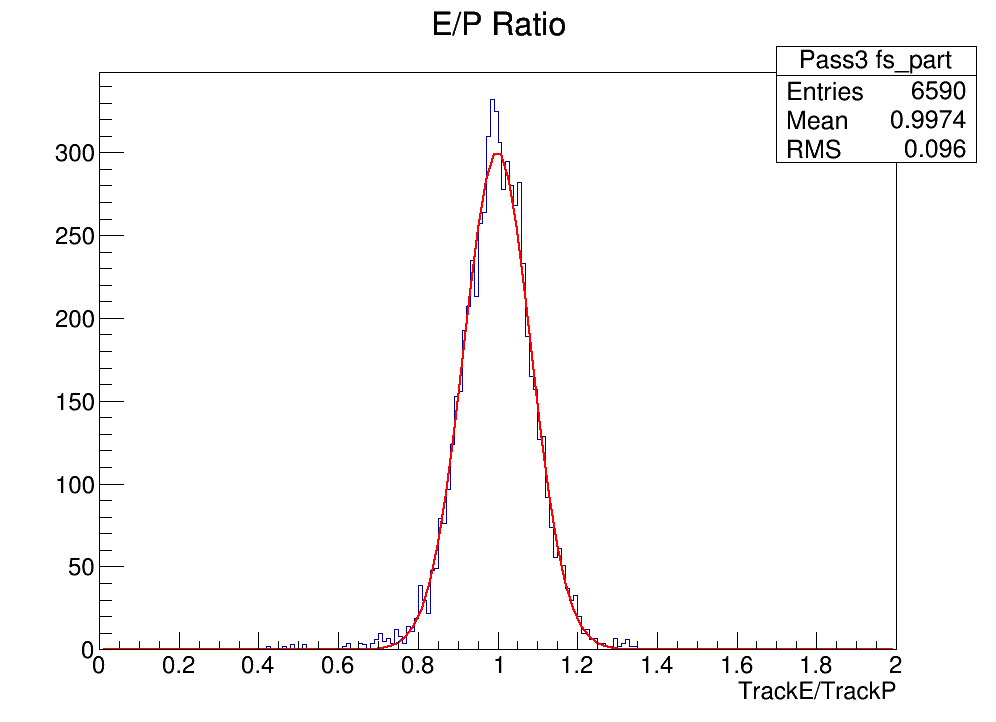 E/P Ratio
Pass3 fs_part
Entries 6590
Mean 0.9974
RMS 0.096
300
250
200
150
100
50
0
0 0.2 0.4 0.6 0.8 1 1.2 1.4 1.6 1.8 2
TrackE/TrackP